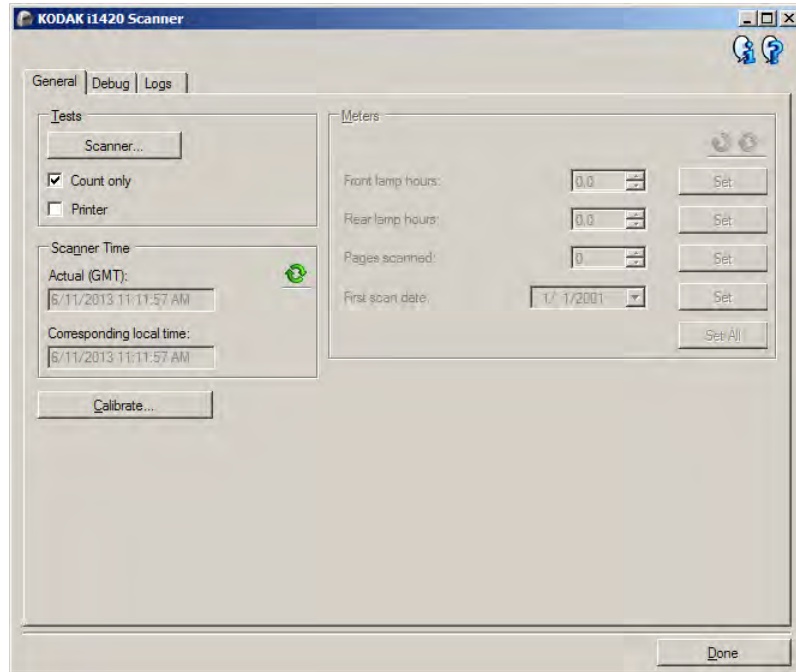 KODAK i1420 Scanner
General Debug Logs
Tests
Scanner...
Count only
Printer
Scanner Time
Actual (GMT):
6/11/2013 11:11:57 AM
Corresponding local time:
6/11/2013 11:11:57 AM
Calibrate...
Meters
Front lamp hours: 0.0 Set
Rear lamp hours: 0.0 Set
Pages scanned: 0 Set
First scan date: 1/ 1/2001 Set
Set All
Done